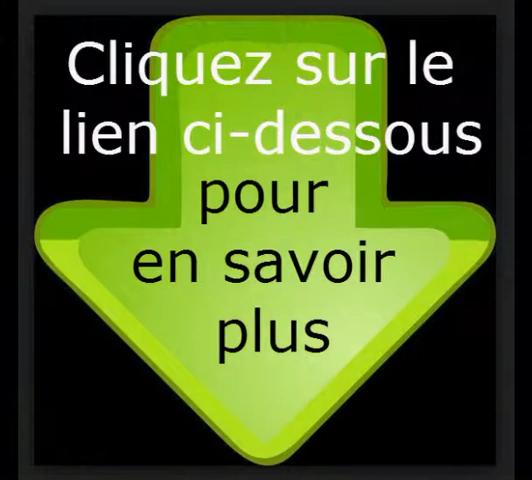 Cliquez sur le
lien ci-dessous
pour
en savoir
plus